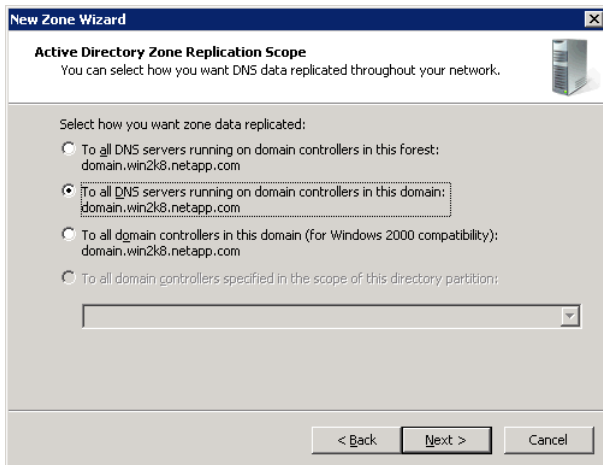 New Zone Wizard
Active Directory Zone Replication Scope
You can select how you want DNS data replicated throughout your network.
Select how you want zone data replicated:
To all DNS servers running on domain controllers in this forest:
domain.win2k8.netapp.com
To all DNS servers running on domain controllers in this domain:
domain.win2k8.netapp.com
To all domain controllers in this domain (for Windows 2000 compatibility):
domain.win2k8.netapp.com
To all domain controllers specified in the scope of this directory partition:
< Back
Next >
Cancel